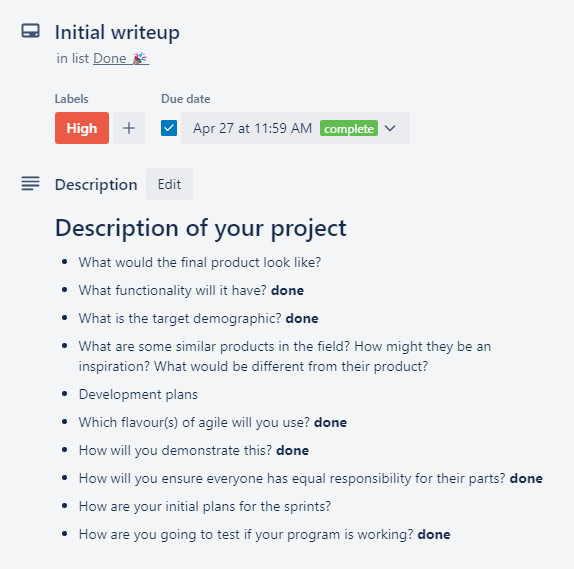 Initial writeup
in list Done 🎉
Labels
Due date
High
+
Apr 27 at 11:59 AM complete
Description
Edit
Description of your project
• What would the final product look like?
• What functionality will it have? done
• What is the target demographic? done
• What are some similar products in the field? How might they be an
inspiration? What would be different from their product?
• Development plans
• Which flavour(s) of agile will you use? done
• How will you demonstrate this? done
• How will you ensure everyone has equal responsibility for their parts? done
• How are your initial plans for the sprints?
• How are you going to test if your program is working? done